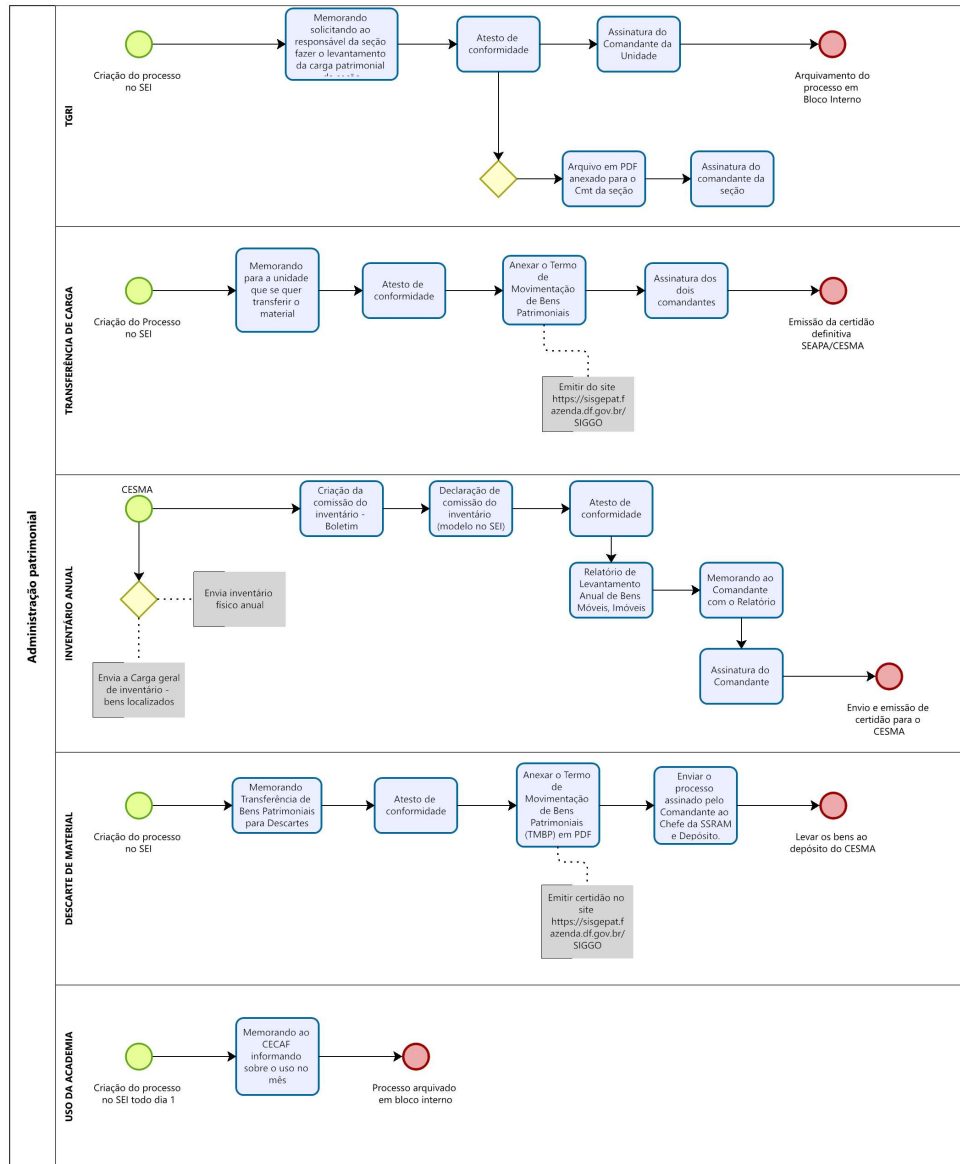 Administração patrimonial
TGRI
Criação do processo
no SEI
Memorando
solicitando ao
responsável da seção
fazer o levantamento
da carga patrimonial
da seção
Atesto de
conformidade
Assinatura do
Comandante da
Unidade
Arquivamento do
processo em
Bloco Interno
Arquivo em PDF
anexado para o
Cmt da seção
Assinatura do
comandante da
seção
TRANSFERÊNCIA DE CARGA
Criação do Processo
no SEI
Memorando
para a unidade
que se quer
transferir o
material
Atesto de
conformidade
Anexar o Termo
de
Movimentação
de Bens
Patrimoniais
Assinatura dos
dois
comandantes
Emissão da certidão
definitiva
SEAPA/CESMA
Emitir do site
https://sisgepat.f
azenda.df.gov.br/
SIGGO
INVENTÁRIO ANUAL
CESMA
Criação da
comissão do
inventário -
Boletim
Declaração de
comissão do
inventário
(modelo no SEI)
Atesto de
conformidade
Envia inventário
fisico anual
Relatório de
Levantamento
Anual de Bens
Móveis, Imóveis
Memorando ao
Comandante
com o Relatório
Envia a Carga geral
de inventário -
bens localizados
Assinatura do
Comandante
Envio e emissão de
certidão para o
CESMA
DESCARTE DE MATERIAL
Criação do processo
no SEI
Memorando
Transferência de
Bens Patrimoniais
para Descartes
Atesto de
conformidade
Anexar o Termo
de
Movimentação
de Bens
Patrimoniais
(TMBP) em PDF
Enviar o
processo
assinado pelo
Comandante ao
Chefe da SSRAM
e Depósito.
Levar os bens ao
depósito do CESMA
Emitir certidão no
site
https://sisgepat.f
azenda.df.gov.br/
SIGGO
USO DA ACADEMIA
Criação do processo
no SEI todo dia 1
Memorando ao
CECAF
informando
sobre o uso no
mês
Processo arquivado
em bloco interno